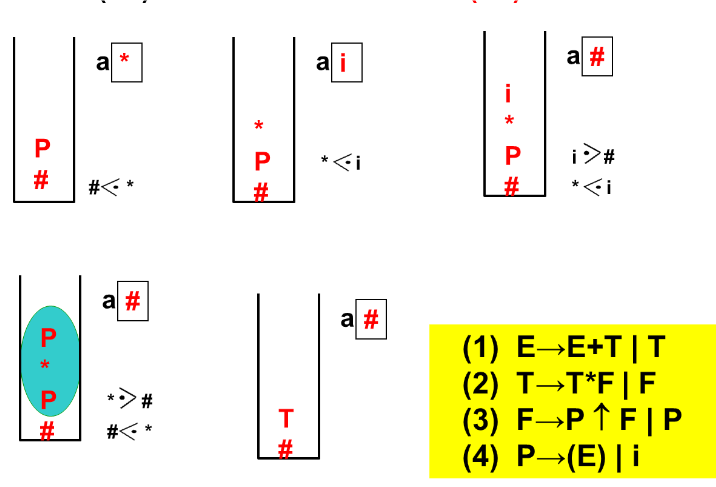 a *
P
#
#⋖ *
a i
*
P
#
*⋖ i
a #
i
*
P
#
i⋗#
*⋖ i
a #
P
*
P
#
*⋗ #
#⋖ *
a #
T
#
(1) E→E+T | T
(2) T→T*F | F
(3) F→P↑F | P
(4) P→(E) | i